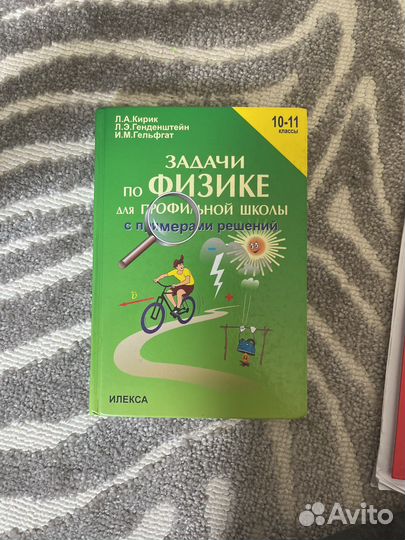 Л.А.Кирик
Л.Э.Генденштейн
И.М.Гельфгат
10-11
классы
ЗАДАЧИ
ПО ФИЗИКЕ
ДЛЯ ПРОФИЛЬНОЙ ШКОЛЫ
с примерами решений
ИЛЕКСА
Avito